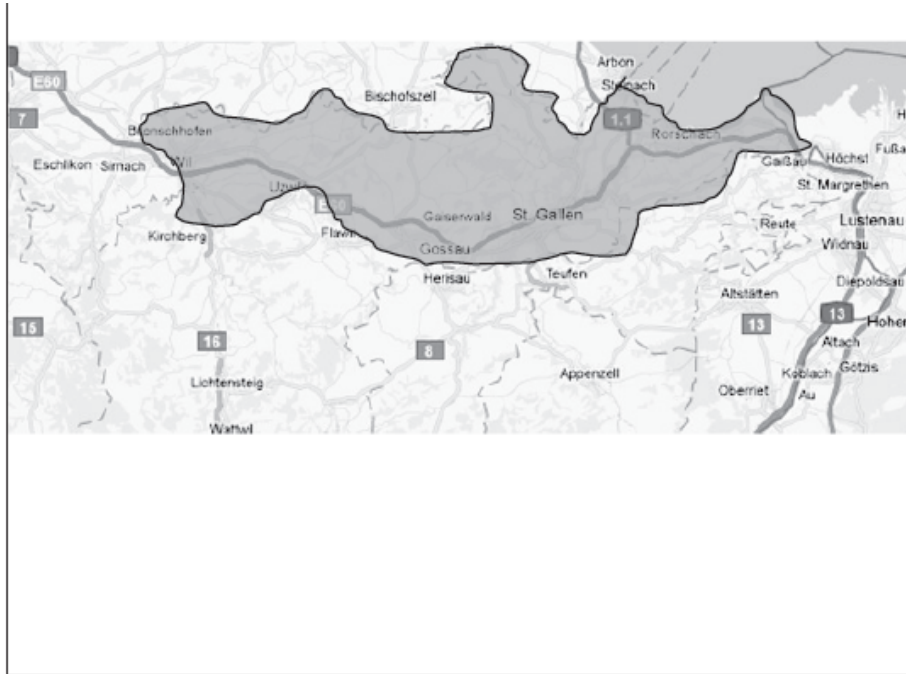 Arbon
E60
Steinach
Bischofszell
7
1.1
Bronschhofen
Rorschach
Eschlikon
Sirnach
Wil
Gaißau
Höchst
Uzwil
St. Margrethen
E60
Gaiserwald
St. Gallen
Reute
Lustenau
Kirchberg
Flawil
Widnau
Gossau
Herisau
Teufen
Diepoldsau
Altstätten
15
13
13
Hohen
16
8
Altach
Lichtensteig
Appenzell
Koblach
Götzis
Oberriet
Au
Wattwil